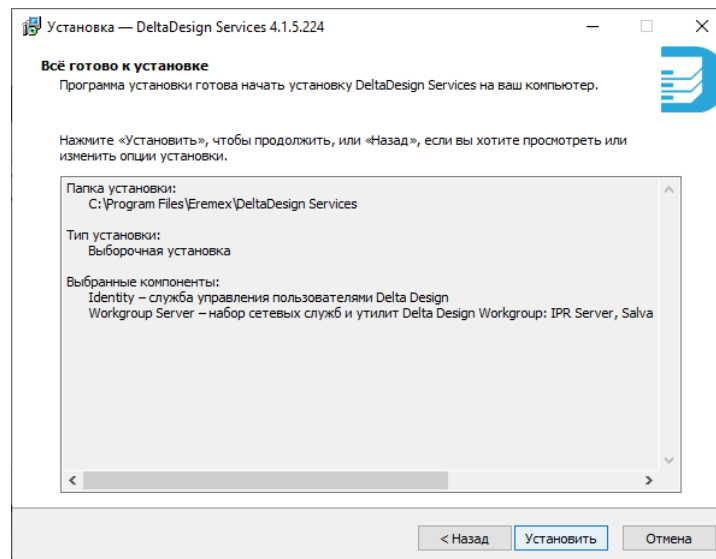 Установка — DeltaDesign Services 4.1.5.224
Всё готово к установке
Программа установки готова начать установку DeltaDesign Services на ваш компьютер.
Нажмите «Установить», чтобы продолжить, или «Назад», если вы хотите просмотреть или
изменить опции установки.
Папка установки:
C:\Program Files\Eremex\DeltaDesign Services
Тип установки:
Выборочная установка
Выбранные компоненты:
Identity – служба управления пользователями Delta Design
Workgroup Server – набор сетевых служб и утилит Delta Design Workgroup: IPR Server, Salva
< Назад
Установить
Отмена